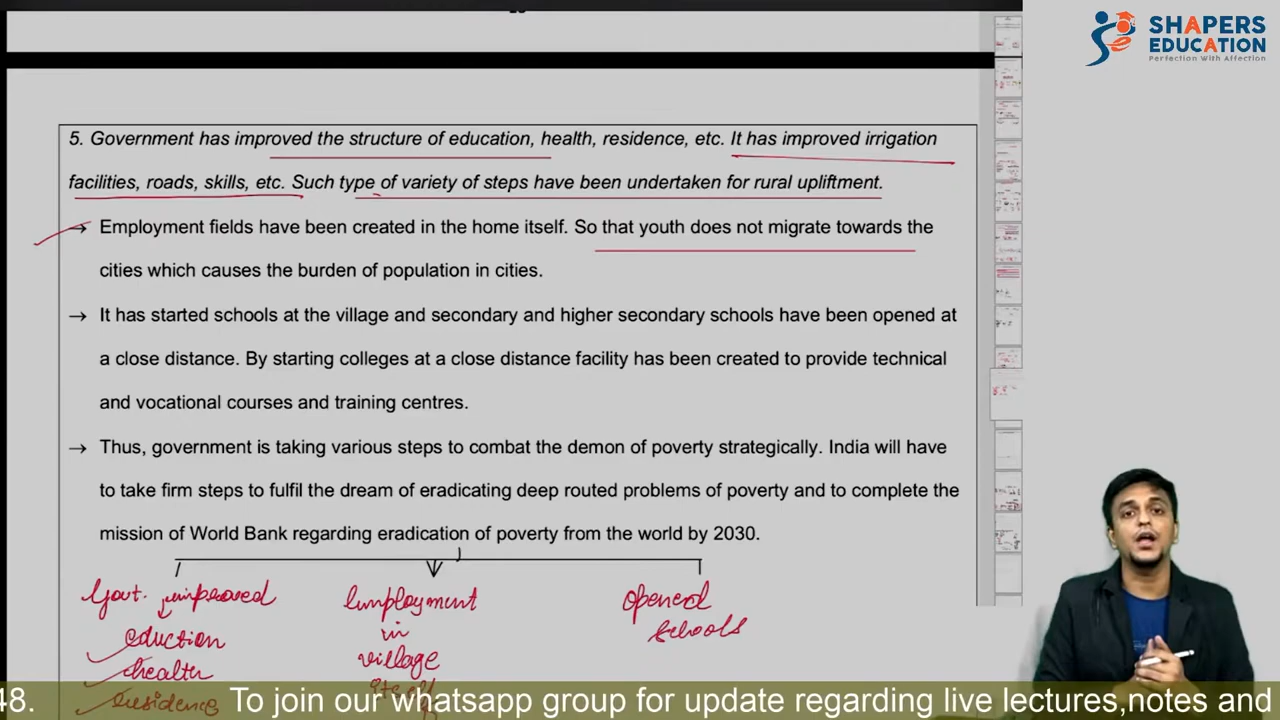 SHAPERS
EDUCATION
Perfection With Affection
5. Government has improved the structure of education, health, residence, etc. It has improved irrigation
facilities, roads, skills, etc. Such type of variety of steps have been undertaken in rural upliftment.
→ Employment fields have been created in the home itself. So that youth does not migrate towards the
cities which causes the burden of population in cities.
→ It has started schools at the village and secondary and higher secondary schools have been opened at
a close distance. By starting colleges at a close distance facility has been created to provide technical
and vocational courses and training centres.
→ Thus, government is taking various steps to combat the demon of poverty strategically. India will have
to take firm steps to fulfil the dream of eradicating deep routed problems of poverty and to complete the
mission of World Bank regarding eradication of poverty from the world by 2030.
Govt. improved
eduction
health
residence
Employment
in
village
itself
opened
schools
48. To join our whatsapp group for update regarding live lectures,notes and